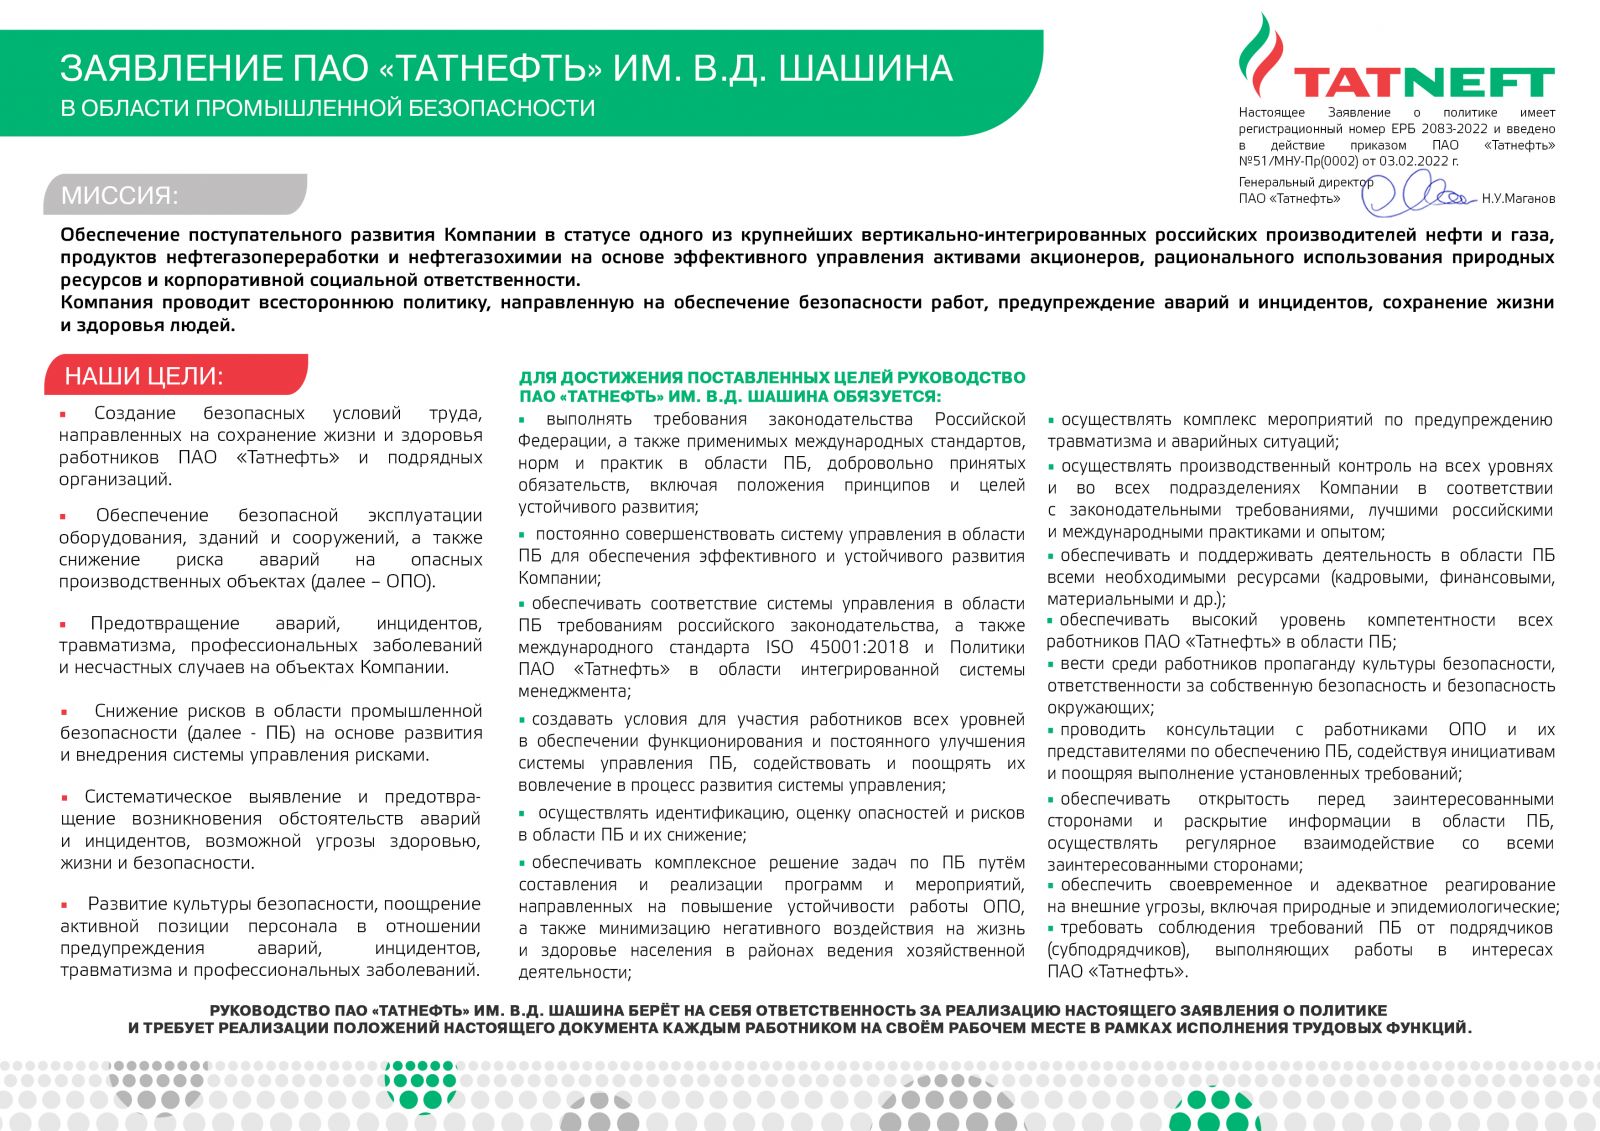 ЗАЯВЛЕНИЕ ПАО «ТАТНЕФТЬ» ИМ. В.Д. ШАШИНА
В ОБЛАСТИ ПРОМЫШЛЕННОЙ БЕЗОПАСНОСТИ
TATNEFT
Настоящее Заявление о политике имеет
регистрационный номер ЕРБ 2083-2022 и введено
в действие приказом ПАО «Татнефть»
№51/МНУ-Пр(0002) от 03.02.2022 г.
Генеральный директор
ПАО «Татнефть» Н.У.Маганов
МИССИЯ:
Обеспечение поступательного развития Компании в статусе одного из крупнейших вертикально-интегрированных российских производителей нефти и газа,
продуктов нефтегазопереработки и нефтегазохимии на основе эффективного управления активами акционеров, рационального использования природных
ресурсов и корпоративной социальной ответственности.
Компания проводит всестороннюю политику, направленную на обеспечение безопасности работ, предупреждение аварий и инцидентов, сохранение жизни
и здоровья людей.
НАШИ ЦЕЛИ:
▪ Создание безопасных условий труда,
направленных на сохранение жизни и здоровья
работников ПАО «Татнефть» и подрядных
организаций.
▪ Обеспечение безопасной эксплуатации
оборудования, зданий и сооружений, а также
снижение риска аварий на опасных
производственных объектах (далее – ОПО).
▪ Предотвращение аварий, инцидентов,
травматизма, профессиональных заболеваний
и несчастных случаев на объектах Компании.
▪ Снижение рисков в области промышленной
безопасности (далее - ПБ) на основе развития
и внедрения системы управления рисками.
▪ Систематическое выявление и предотвра-
щение возникновения обстоятельств аварий
и инцидентов, возможной угрозы здоровью,
жизни и безопасности.
▪ Развитие культуры безопасности, поощрение
активной позиции персонала в отношении
предупреждения аварий, инцидентов,
травматизма и профессиональных заболеваний.
ДЛЯ ДОСТИЖЕНИЯ ПОСТАВЛЕННЫХ ЦЕЛЕЙ РУКОВОДСТВО
ПАО «ТАТНЕФТЬ» ИМ. В.Д. ШАШИНА ОБЯЗУЕТСЯ:
▪ выполнять требования законодательства Российской
Федерации, а также применимых международных стандартов,
норм и практик в области ПБ, добровольно принятых
обязательств, включая положения принципов и целей
устойчивого развития;
▪ постоянно совершенствовать систему управления в области
ПБ для обеспечения эффективного и устойчивого развития
Компании;
▪ обеспечивать соответствие системы управления в области
ПБ требованиям российского законодательства, а также
международного стандарта ISO 45001:2018 и Политики
ПАО «Татнефть» в области интегрированной системы
менеджмента;
▪ создавать условия для участия работников всех уровней
в обеспечении функционирования и постоянного улучшения
системы управления ПБ, содействовать и поощрять их
вовлечение в процесс развития системы управления;
▪ осуществлять идентификацию, оценку опасностей и рисков
в области ПБ и их снижение;
▪ обеспечивать комплексное решение задач по ПБ путём
составления и реализации программ и мероприятий,
направленных на повышение устойчивости работы ОПО,
а также минимизацию негативного воздействия на жизнь
и здоровье населения в районах ведения хозяйственной
деятельности;
▪ осуществлять комплекс мероприятий по предупреждению
травматизма и аварийных ситуаций;
▪ осуществлять производственный контроль на всех уровнях
и во всех подразделениях Компании в соответствии
с законодательными требованиями, лучшими российскими
и международными практиками и опытом;
▪ обеспечивать и поддерживать деятельность в области ПБ
всеми необходимыми ресурсами (кадровыми, финансовыми,
материальными и др.);
▪ обеспечивать высокий уровень компетентности всех
работников ПАО «Татнефть» в области ПБ;
▪ вести среди работников пропаганду культуры безопасности,
ответственности за собственную безопасность и безопасность
окружающих;
▪ проводить консультации с работниками ОПО и их
представителями по обеспечению ПБ, содействуя инициативам
и поощряя выполнение установленных требований;
▪ обеспечивать открытость перед заинтересованными
сторонами и раскрытие информации в области ПБ,
осуществлять регулярное взаимодействие со всеми
заинтересованными сторонами;
▪ обеспечить своевременное и адекватное реагирование
на внешние угрозы, включая природные и эпидемиологические;
▪ требовать соблюдения требований ПБ от подрядчиков
(субподрядчиков), выполняющих работы в интересах
ПАО «Татнефть».
РУКОВОДСТВО ПАО «ТАТНЕФТЬ» ИМ. В.Д. ШАШИНА БЕРЁТ НА СЕБЯ ОТВЕТСТВЕННОСТЬ ЗА РЕАЛИЗАЦИЮ НАСТОЯЩЕГО ЗАЯВЛЕНИЯ О ПОЛИТИКЕ
И ТРЕБУЕТ РЕАЛИЗАЦИИ ПОЛОЖЕНИЙ НАСТОЯЩЕГО ДОКУМЕНТА КАЖДЫМ РАБОТНИКОМ НА СВОЁМ РАБОЧЕМ МЕСТЕ В РАМКАХ ИСПОЛНЕНИЯ ТРУДОВЫХ ФУНКЦИЙ.